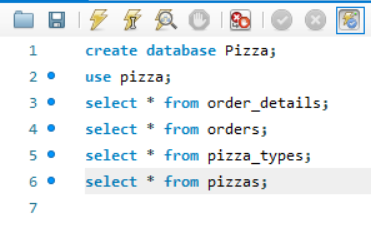 1 create database Pizza;
2 use pizza;
3 select * from order_details;
4 select * from orders;
5 select * from pizza_types;
6 select * from pizzas;
7